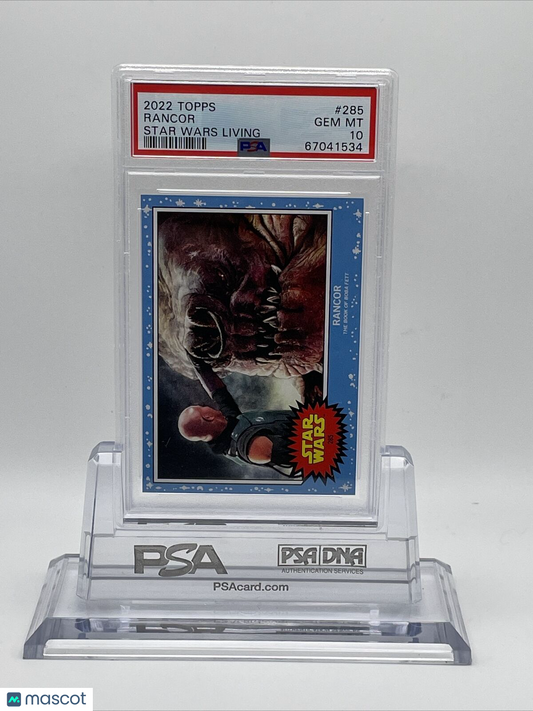 2022 TOPPS #285
RANCOR GEM MT
STAR WARS LIVING 10
PSA 67041534
RANCOR
THE BOOK OF BOBA FETT
STAR
WARS
285
PSA PSA DNA
AUTHENTICATION SERVICES
PSAcard.com
mascot